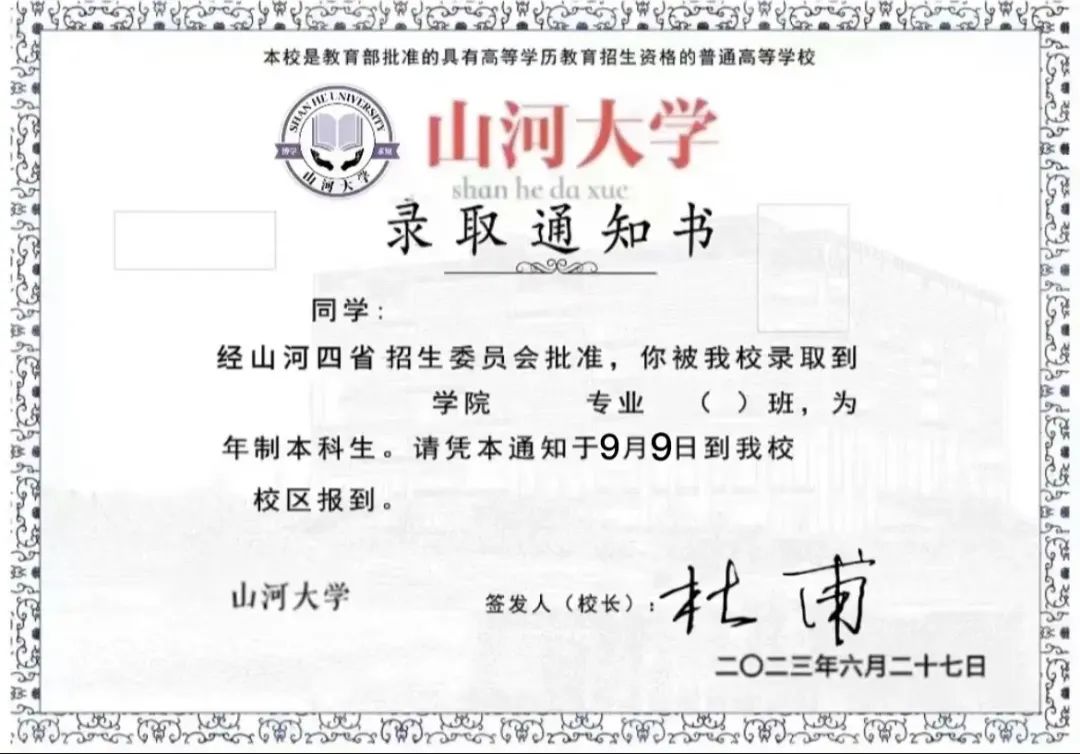 本校是教育部批准的具有高等学历教育招生资格的普通高等学校
SHAN HE UNIVERSITY
博学 求知
山河大学
山河大学
shan he da xue
录取通知书
同学：
经山河四省 招生委员会批准，你被我校录取到
学院 专业 （ ）班，为
年制本科生。请凭本通知于9月9日到我校
校区报到。
山河大学
签发人（校长）：杜甫
二〇二三年六月二十七日